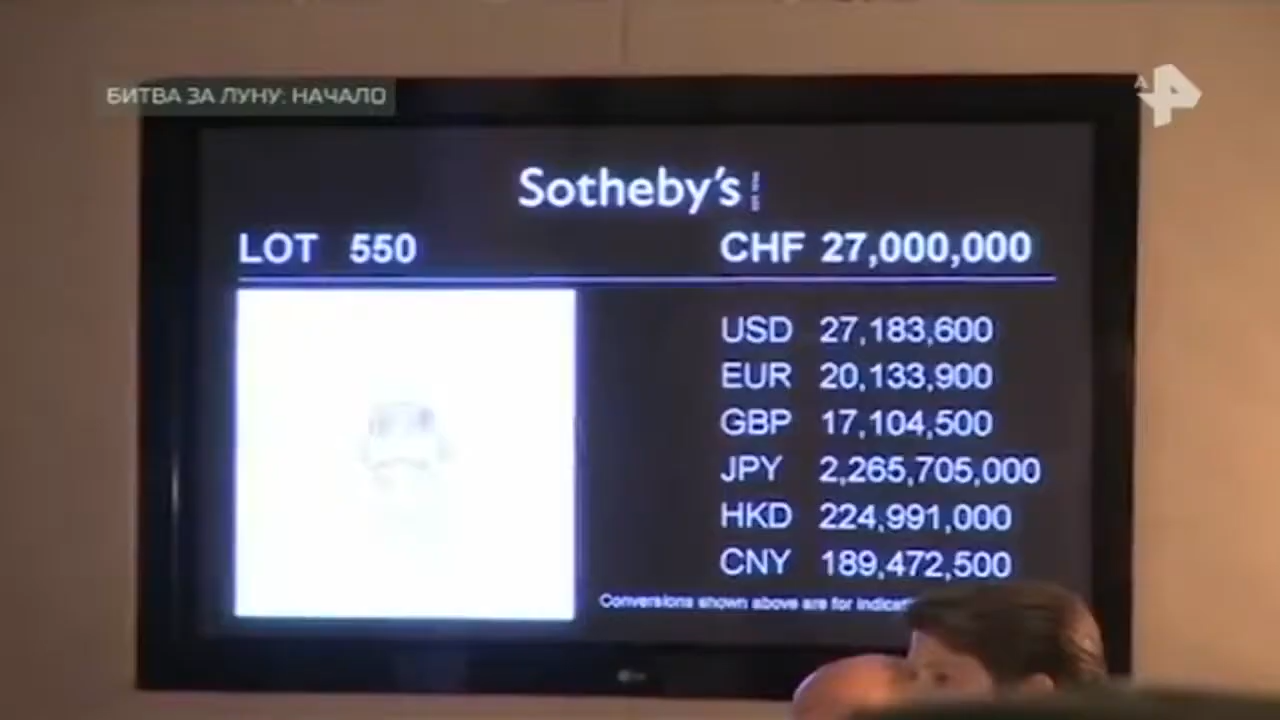 БИТВА ЗА ЛУНУ: НАЧАЛО
Sotheby's
LOT 550 CHF 27,000,000
USD 27,183,600
EUR 20,133,900
GBP 17,104,500
JPY 2,265,705,000
HKD 224,991,000
CNY 189,472,500
Conversions shown above are for